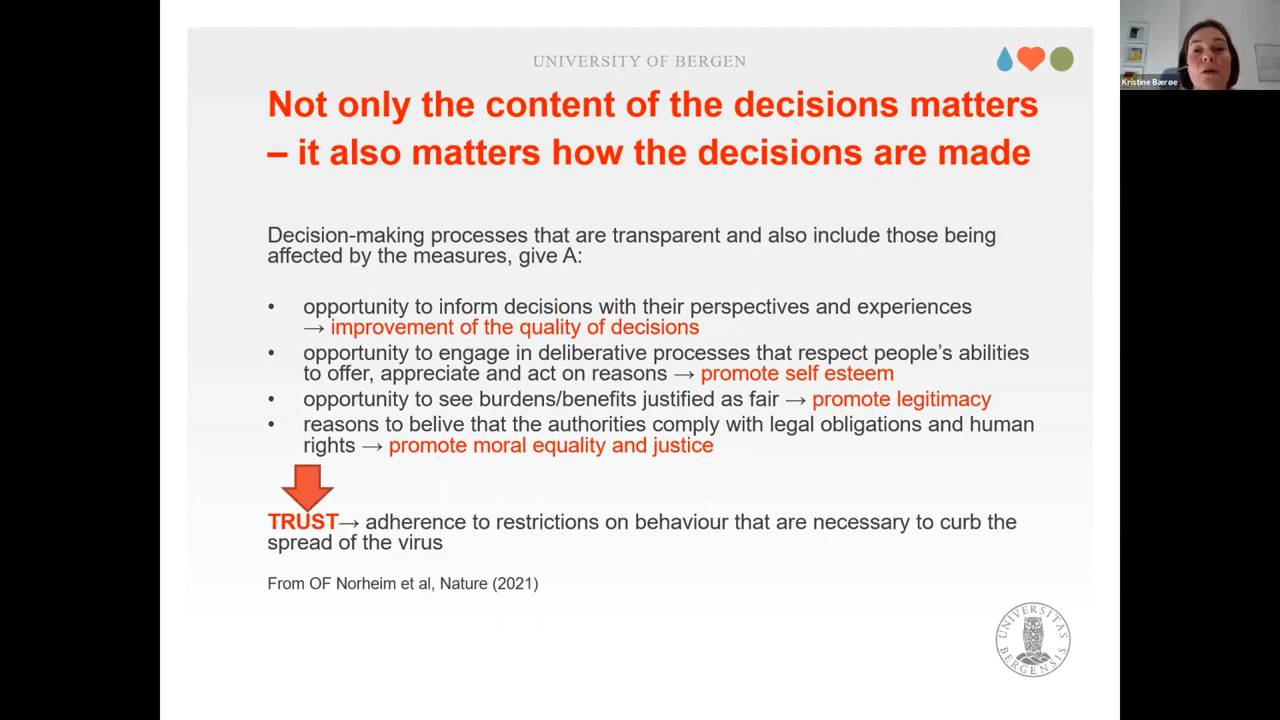 UNIVERSITY OF BERGEN
Kristine Bærøe
Not only the content of the decisions matters
– it also matters how the decisions are made
Decision-making processes that are transparent and also include those being
affected by the measures, give A:
• opportunity to inform decisions with their perspectives and experiences
→ improvement of the quality of decisions
• opportunity to engage in deliberative processes that respect people’s abilities
to offer, appreciate and act on reasons → promote self esteem
• opportunity to see burdens/benefits justified as fair → promote legitimacy
• reasons to belive that the authorities comply with legal obligations and human
rights → promote moral equality and justice
TRUST→ adherence to restrictions on behaviour that are necessary to curb the
spread of the virus
From OF Norheim et al, Nature (2021)
UNIVERSITAS
BERGENSIS